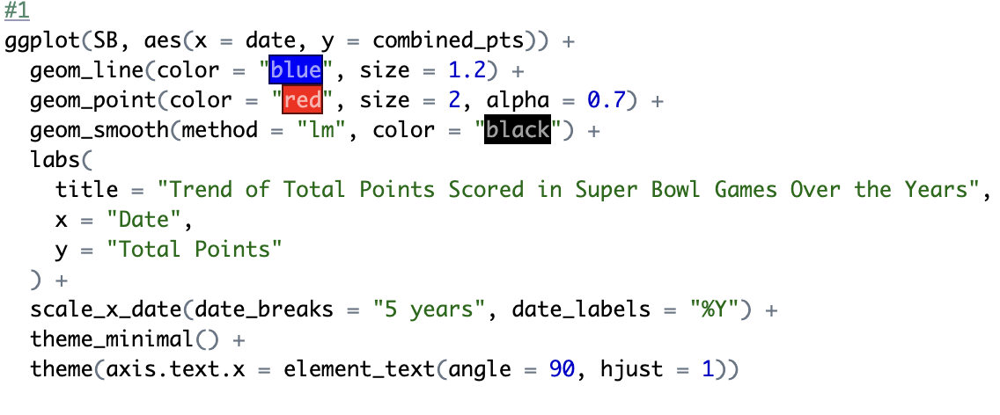 #1
ggplot(SB, aes(x = date, y = combined_pts)) +
  geom_line(color = "blue", size = 1.2) +
  geom_point(color = "red", size = 2, alpha = 0.7) +
  geom_smooth(method = "lm", color = "black") +
  labs(
    title = "Trend of Total Points Scored in Super Bowl Games Over the Years",
    x = "Date",
    y = "Total Points"
  ) +
  scale_x_date(date_breaks = "5 years", date_labels = "%Y") +
  theme_minimal() +
  theme(axis.text.x = element_text(angle = 90, hjust = 1))